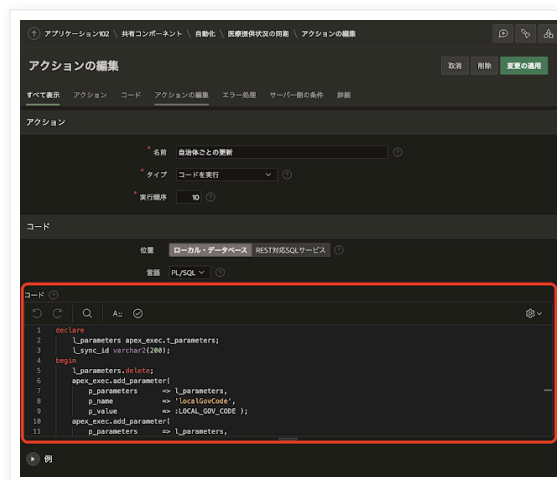 アプリケーション102 \ 共有コンポーネント \ 自動化 \ 医療提供状況の同期 \ アクションの編集
アクションの編集
取消 削除 変更の適用
すべて表示 アクション コード アクションの編集 エラー処理 サーバー側の条件 詳細
アクション
* 名前 自治体ごとの更新
* タイプ コードを実行
* 実行順序 10
コード
位置 ローカル・データベース REST対応SQLサービス
言語 PL/SQL
コード
1 declare
2 l_parameters apex_exec.t_parameters;
3 l_sync_id varchar2(200);
4 begin
5 l_parameters.delete;
6 apex_exec.add_parameter(
7 p_parameters => l_parameters,
8 p_name => 'localGovCode',
9 p_value => :LOCAL_GOV_CODE );
10 apex_exec.add_parameter(
11 p_parameters => l_parameters,
例